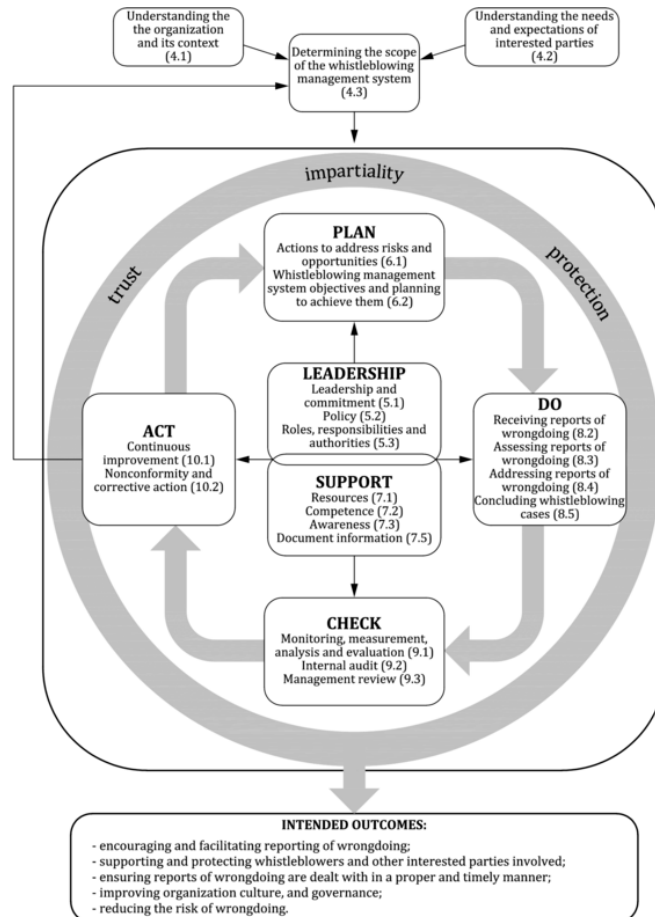 Understanding the
the organization
and its context
(4.1)
Understanding the needs
and expectations of
interested parties
(4.2)
Determining the scope
of the whistleblowing
management system
(4.3)
impartiality
trust
protection
PLAN
Actions to address risks and
opportunities (6.1)
Whistleblowing management
system objectives and planning
to achieve them (6.2)
LEADERSHIP
Leadership and
commitment (5.1)
Policy (5.2)
Roles, responsibilities and
authorities (5.3)
ACT
Continuous
improvement (10.1)
Nonconformity and
corrective action (10.2)
DO
Receiving reports of
wrongdoing (8.2)
Assessing reports of
wrongdoing (8.3)
Addressing reports of
wrongdoing (8.4)
Concluding whistleblowing
cases (8.5)
SUPPORT
Resources (7.1)
Competence (7.2)
Awareness (7.3)
Document information (7.5)
CHECK
Monitoring, measurement,
analysis and evaluation (9.1)
Internal audit (9.2)
Management review (9.3)
INTENDED OUTCOMES:
- encouraging and facilitating reporting of wrongdoing;
- supporting and protecting whistleblowers and other interested parties involved;
- ensuring reports of wrongdoing are dealt with in a proper and timely manner;
- improving organization culture, and governance;
- reducing the risk of wrongdoing.